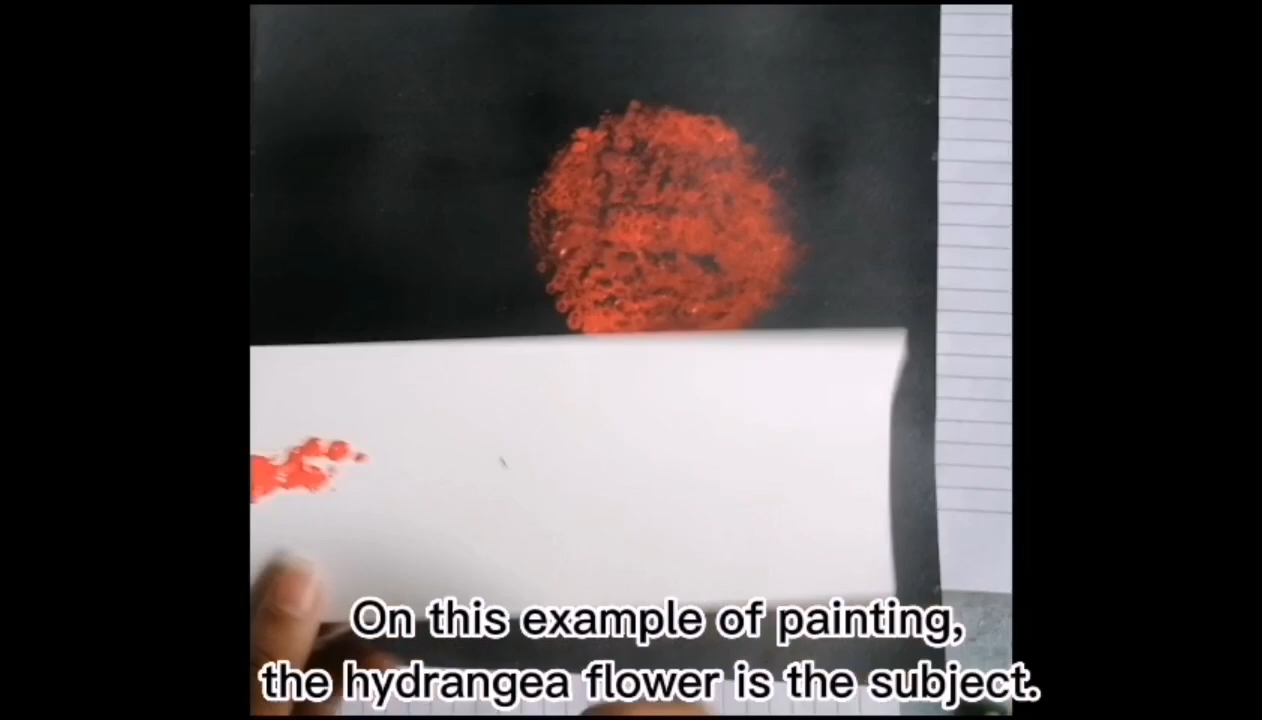 On this example of painting,
the hydrangea flower is the subject.